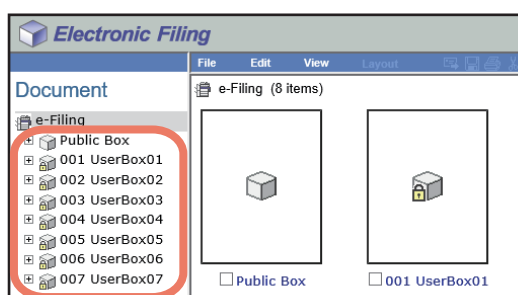 Electronic Filing
File Edit View Layout
Document
e-Filing (8 items)
e-Filing
Public Box
001 UserBox01
002 UserBox02
003 UserBox03
004 UserBox04
005 UserBox05
006 UserBox06
007 UserBox07
Public Box
001 UserBox01